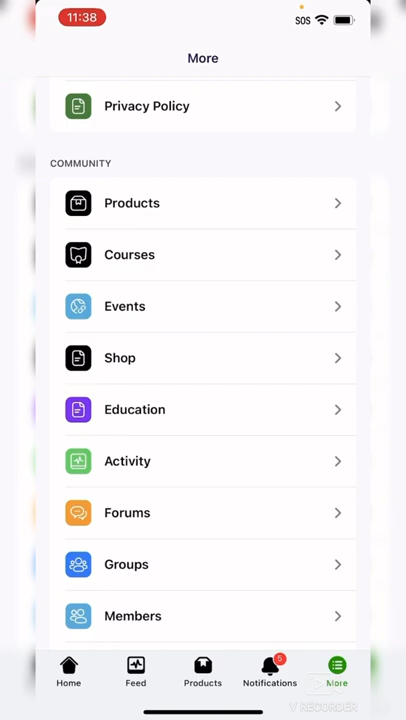 11:38
SOS
More
Privacy Policy
COMMUNITY
Products
Courses
Events
Shop
Education
Activity
Forums
Groups
Members
5
Home
Feed
Products
Notifications
More
V RECORDER